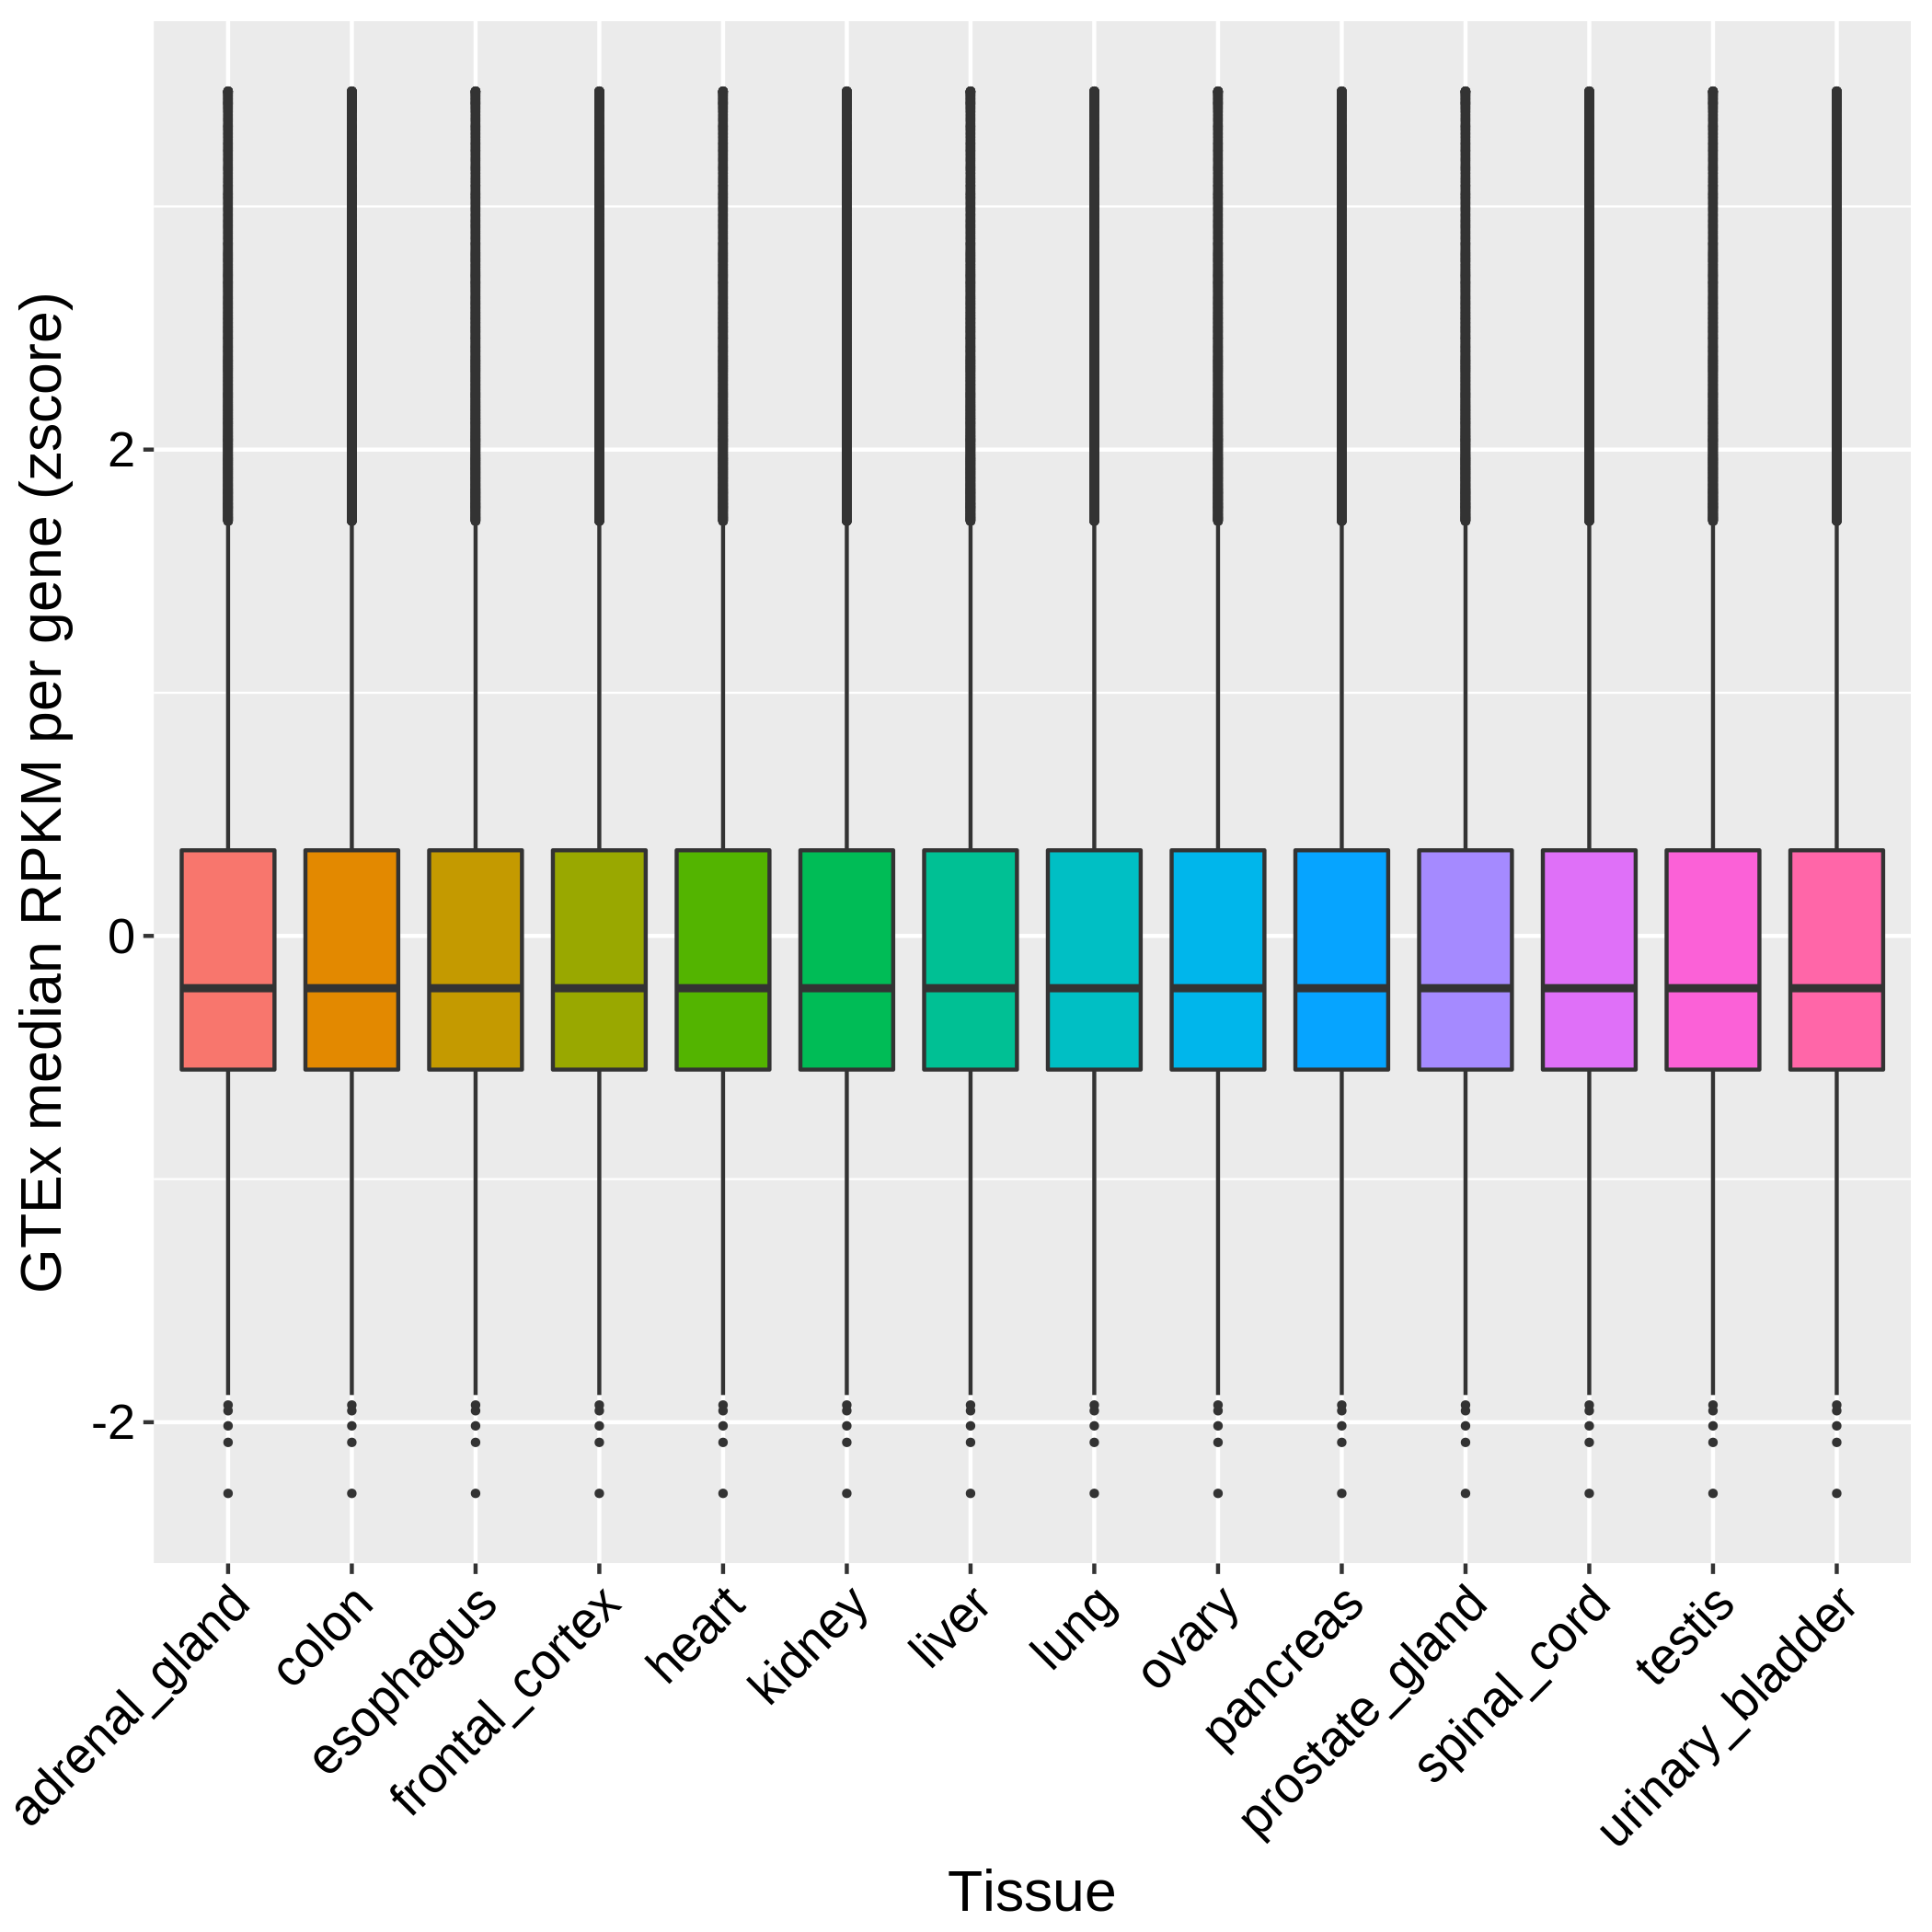 GTEx median RPKM per gene (zscore)
2
0
-2
adrenal_gland
colon
esophagus
frontal_cortex
heart
kidney
liver
lung
ovary
pancreas
prostate_gland
spinal_cord
testis
urinary_bladder
Tissue